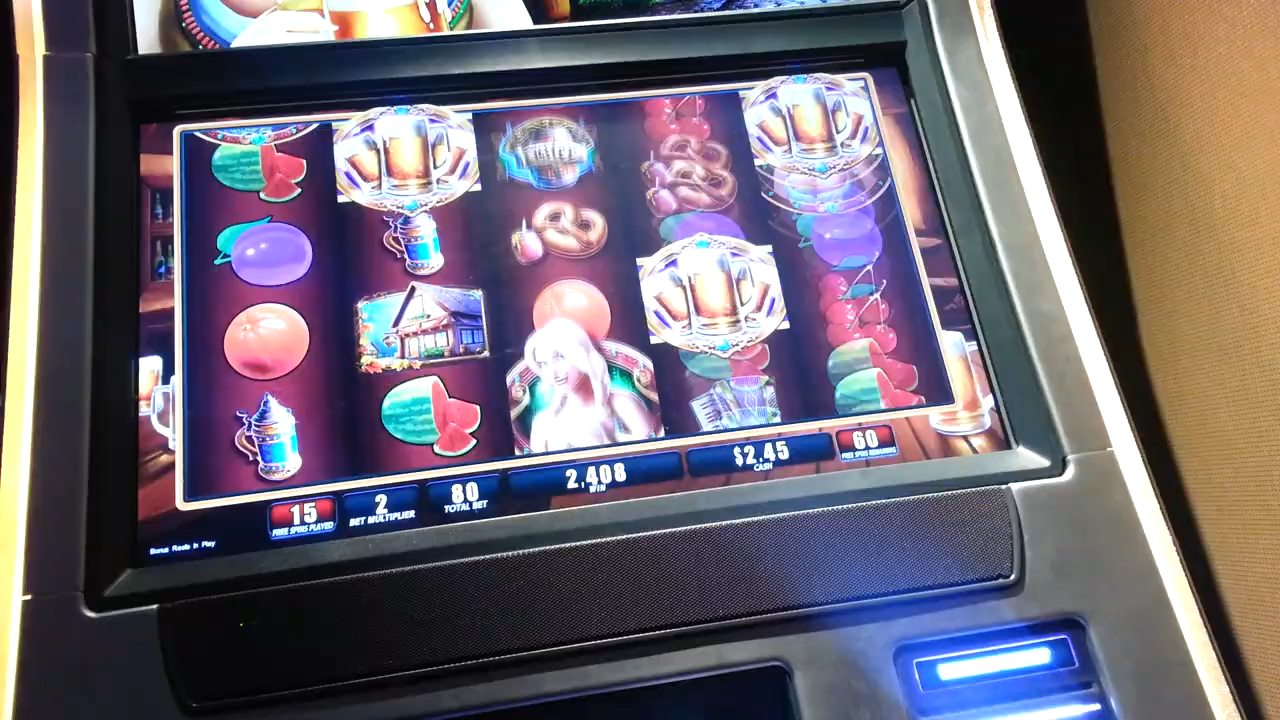 15
FREE SPINS PLAYED
2
BET MULTIPLIER
80
TOTAL BET
2,408
WIN
$2.45
CASH
60
FREE SPINS REMAINING
Bonus Reels In Play